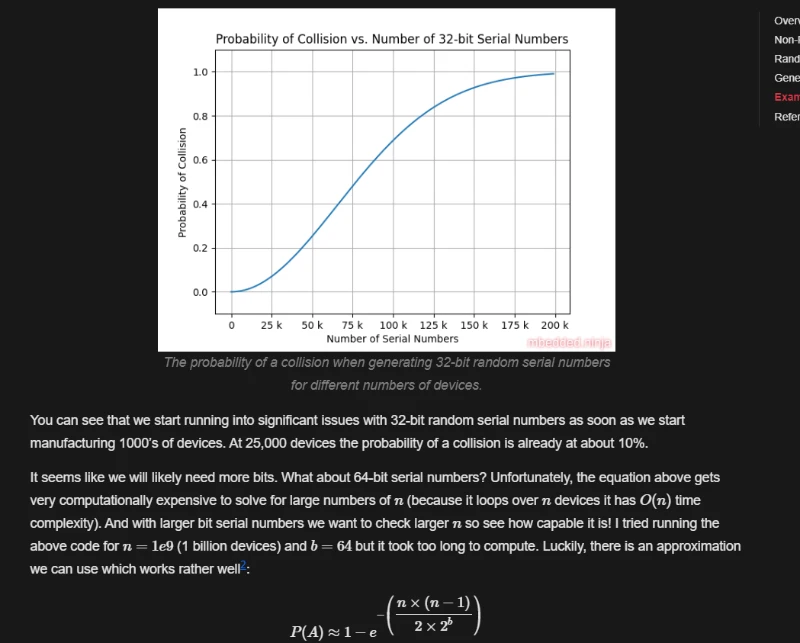 Probability of Collision vs. Number of 32-bit Serial Numbers
1.0
0.8
0.6
0.4
0.2
0.0
Probability of Collision
0 25 k 50 k 75 k 100 k 125 k 150 k 175 k 200 k
Number of Serial Numbers
mbedded.ninja
The probability of a collision when generating 32-bit random serial numbers
for different numbers of devices.
You can see that we start running into significant issues with 32-bit random serial numbers as soon as we start
manufacturing 1000's of devices. At 25,000 devices the probability of a collision is already at about 10%.
It seems like we will likely need more bits. What about 64-bit serial numbers? Unfortunately, the equation above gets
very computationally expensive to solve for large numbers of n (because it loops over n devices it has O(n) time
complexity). And with larger bit serial numbers we want to check larger n so see how capable it is! I tried running the
above code for n = 1e9 (1 billion devices) and b = 64 but it took too long to compute. Luckily, there is an approximation
we can use which works rather well2:
P(A) ≈ 1 − e^−(n × (n − 1) / 2 × 2^b)
Overv
Non-
Rand
Gene
Exam
Refer